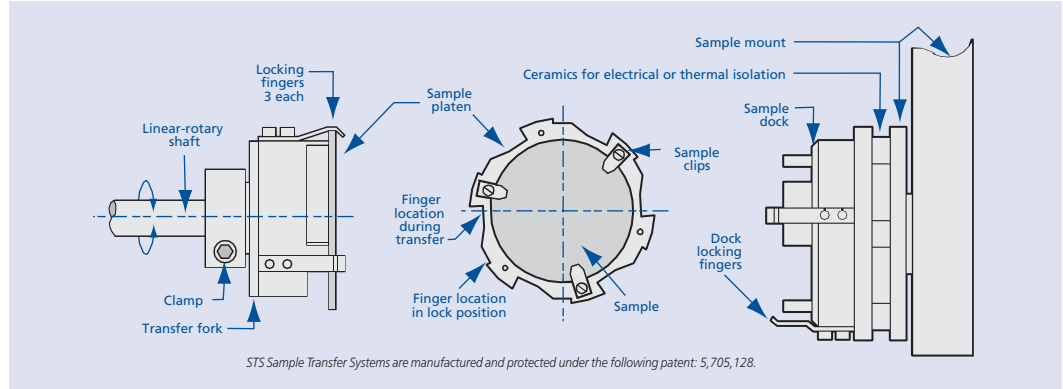 Locking
fingers
3 each
Linear-rotary
shaft
Clamp
Transfer fork
Sample
platen
Finger
location
during
transfer
Finger location
in lock position
Sample
clips
Sample
Sample mount
Ceramics for electrical or thermal isolation
Sample
dock
Dock
locking
fingers
STS Sample Transfer Systems are manufactured and protected under the following patent: 5,705,128.